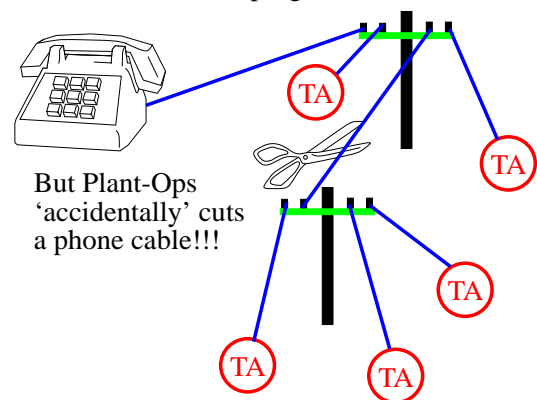 TA
TA
But Plant-Ops
‘accidentally’ cuts
a phone cable!!!
TA
TA
TA